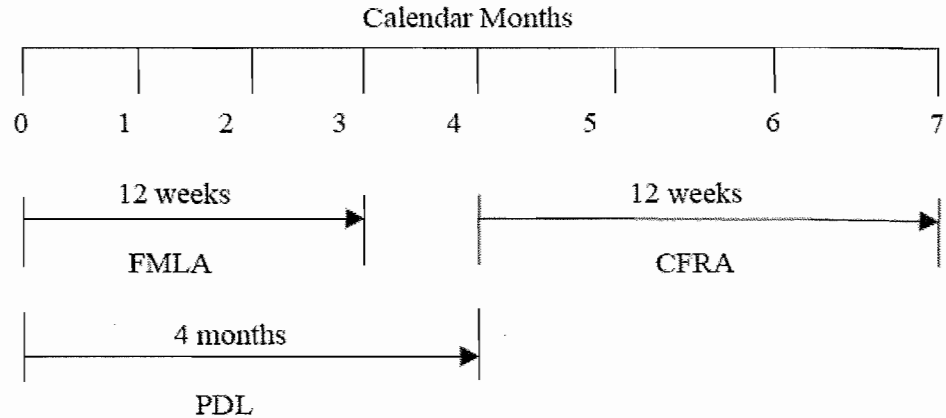 Calendar Months
0 1 2 3 4 5 6 7
12 weeks 12 weeks
FMLA CFRA
4 months
PDL